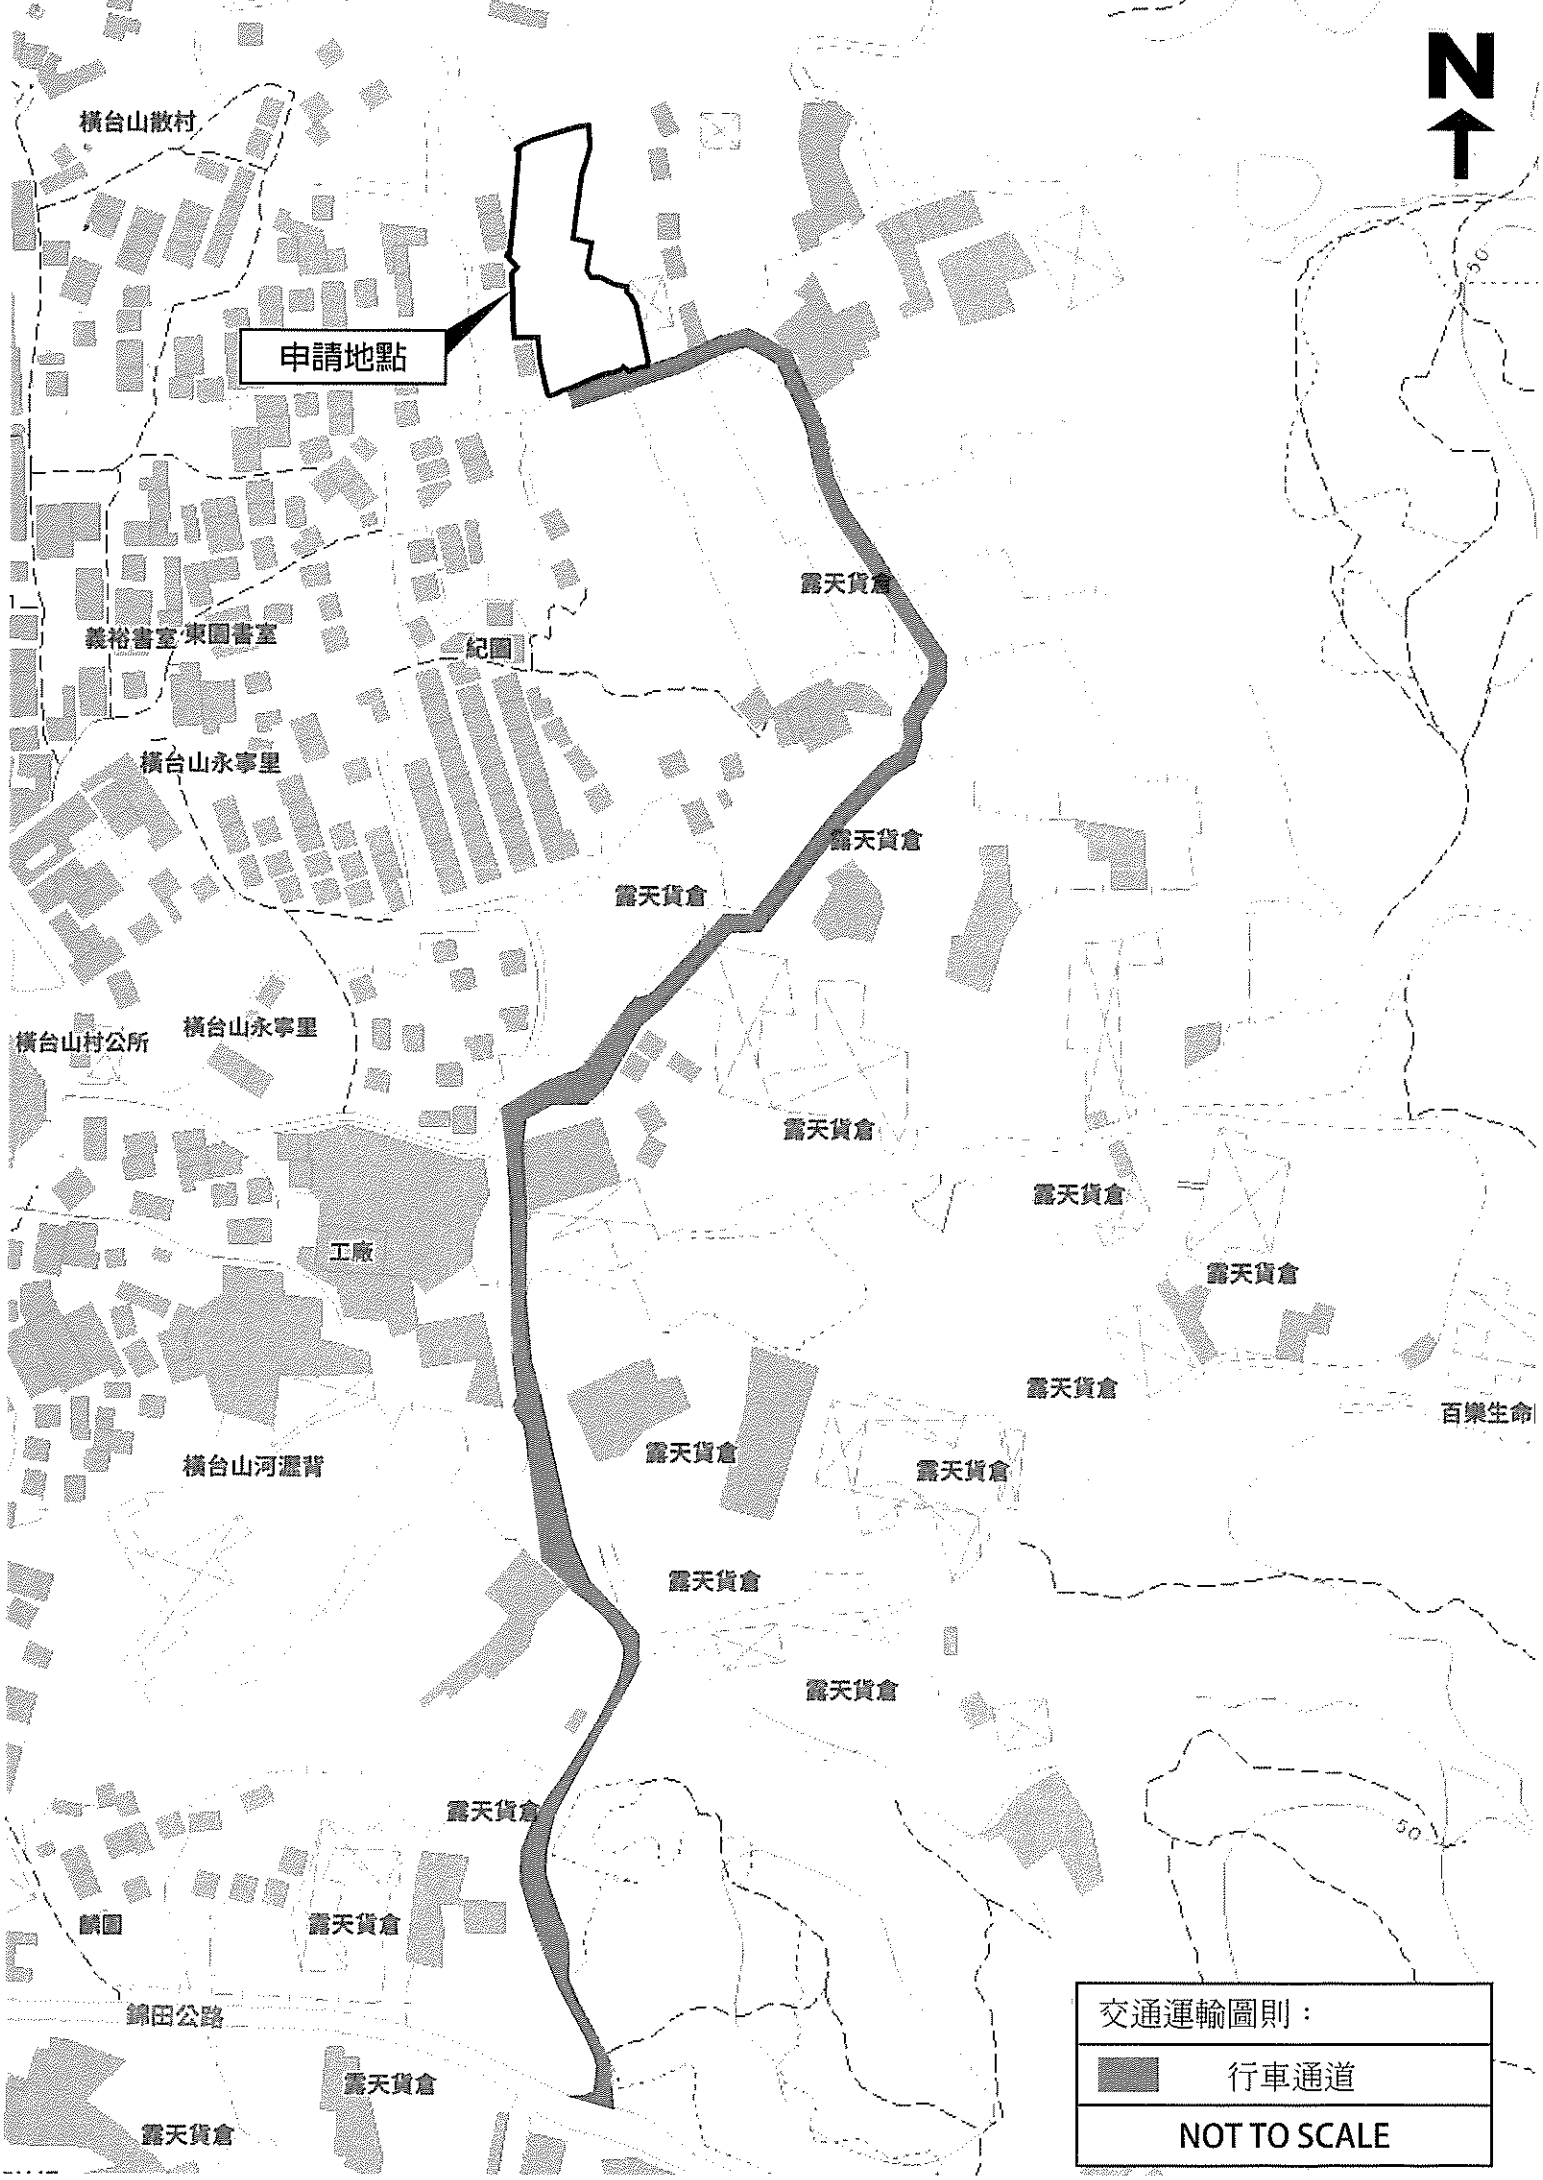 N
橫台山散村
申請地點
露天貨倉
義裕書室
東園書室
紀園
橫台山永寧里
露天貨倉
露天貨倉
橫台山村公所
橫台山永寧里
露天貨倉
露天貨倉
工廠
露天貨倉
露天貨倉
百樂生命
橫台山河瀝背
露天貨倉
露天貨倉
露天貨倉
露天貨倉
露天貨倉
麟園
露天貨倉
錦田公路
露天貨倉
露天貨倉
50
50
交通運輸圖則：
行車通道
NOT TO SCALE